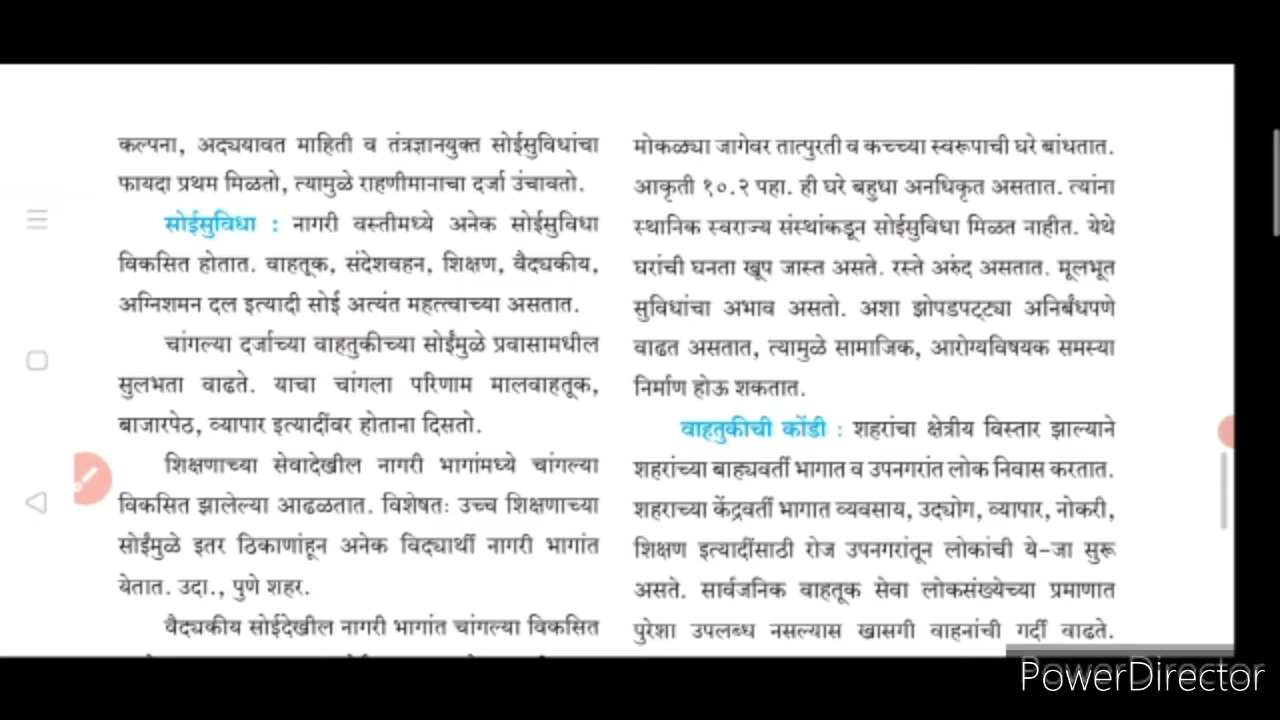 कल्पना, अद्ययावत माहिती व तंत्रज्ञानयुक्त सोईसुविधांचा
फायदा प्रथम मिळतो, त्यामुळे राहणीमानाचा दर्जा उंचावतो.
सोईसुविधा : नागरी वस्तीमध्ये अनेक सोईसुविधा
विकसित होतात. वाहतूक, संदेशवहन, शिक्षण, वैद्यकीय,
अग्निशमन दल इत्यादी सोई अत्यंत महत्त्वाच्या असतात.
चांगल्या दर्जाच्या वाहतुकीच्या सोईंमुळे प्रवासामधील
सुलभता वाढते. याचा चांगला परिणाम मालवाहतूक,
बाजारपेठ, व्यापार इत्यादींवर होताना दिसतो.
शिक्षणाच्या सेवादेखील नागरी भागांमध्ये चांगल्या
विकसित झालेल्या आढळतात. विशेषतः उच्च शिक्षणाच्या
सोईंमुळे इतर ठिकाणांहून अनेक विद्यार्थी नागरी भागांत
येतात. उदा., पुणे शहर.
वैद्यकीय सोईदेखील नागरी भागांत चांगल्या विकसित
मोकळ्या जागेवर तात्पुरती व कच्च्या स्वरूपाची घरे बांधतात.
आकृती १०.२ पहा. ही घरे बहुधा अनधिकृत असतात. त्यांना
स्थानिक स्वराज्य संस्थांकडून सोईसुविधा मिळत नाहीत. येथे
घरांची घनता खूप जास्त असते. रस्ते अरुंद असतात. मूलभूत
सुविधांचा अभाव असतो. अशा झोपडपट्ट्या अनिर्बंधपणे
वाढत असतात, त्यामुळे सामाजिक, आरोग्यविषयक समस्या
निर्माण होऊ शकतात.
वाहतुकीची कोंडी : शहरांचा क्षेत्रीय विस्तार झाल्याने
शहरांच्या बाह्यवर्ती भागात व उपनगरांत लोक निवास करतात.
शहराच्या केंद्रवर्ती भागात व्यवसाय, उद्योग, व्यापार, नोकरी,
शिक्षण इत्यादींसाठी रोज उपनगरांतून लोकांची ये-जा सुरू
असते. सार्वजनिक वाहतूक सेवा लोकसंख्येच्या प्रमाणात
पुरेशा उपलब्ध नसल्यास खासगी वाहनांची गर्दी वाढते.
PowerDirector